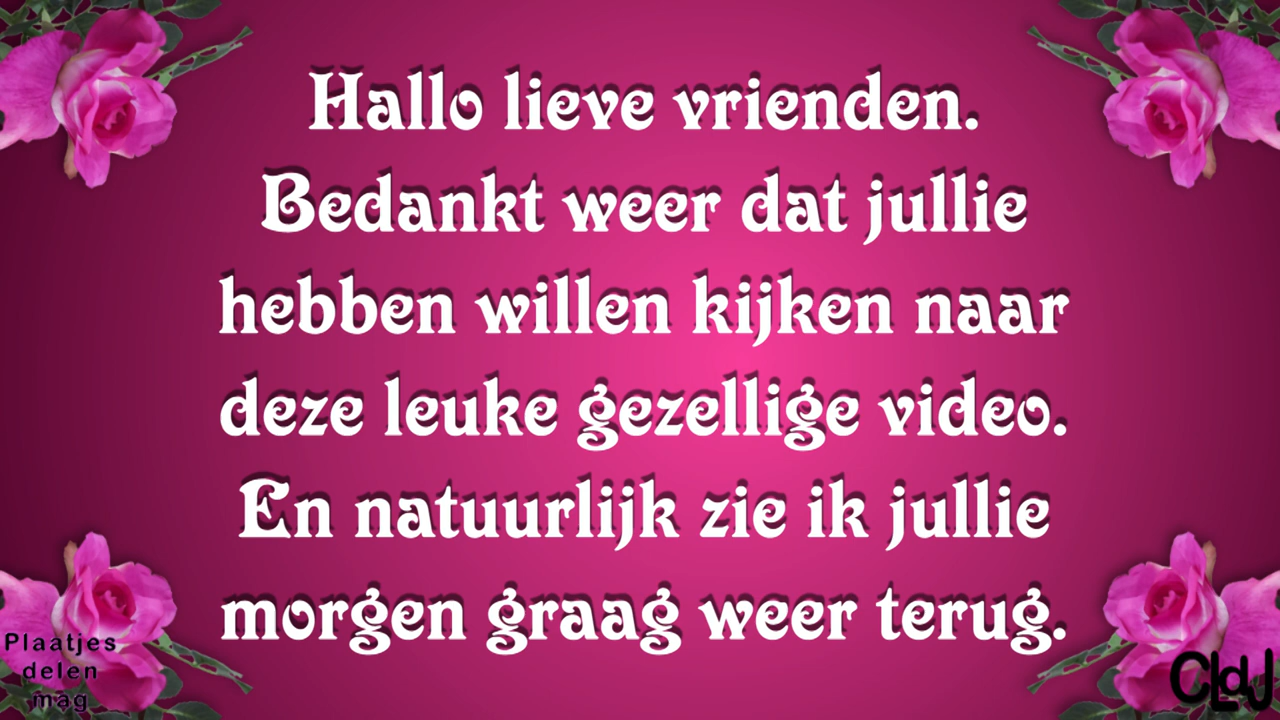 Hallo lieve vrienden.
Bedankt weer dat jullie
hebben willen kijken naar
deze leuke gezellige video.
En natuurlijk zie ik jullie
morgen graag weer terug.
Plaatjes
delen
mag
CLdJ